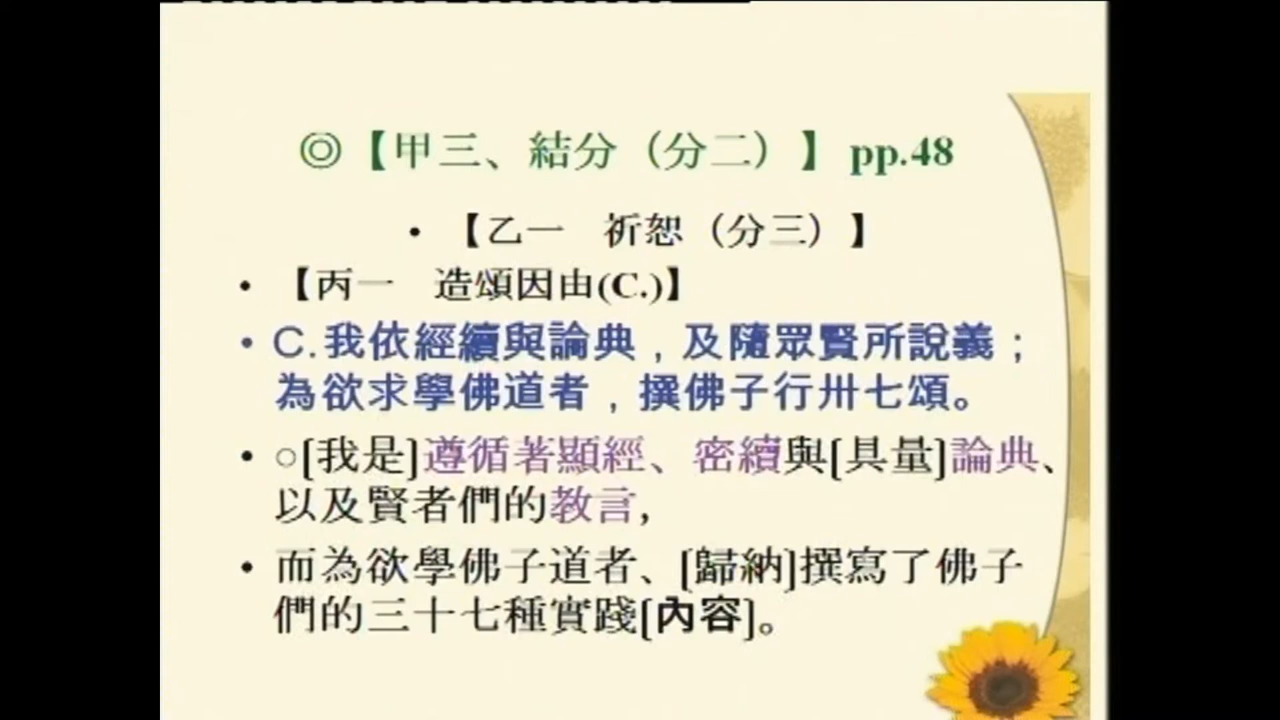 ◎【甲三、結分（分二）】pp.48
•【乙一　祈恕（分三）】
•【丙一　造頌因由(C.)】
• C.我依經續與論典，及隨眾賢所說義；
為欲求學佛道者，撰佛子行卅七頌。
• ○[我是]遵循著顯經、密續與[具量]論典、
以及賢者們的教言,
• 而為欲學佛子道者、[歸納]撰寫了佛子
們的三十七種實踐[內容]。